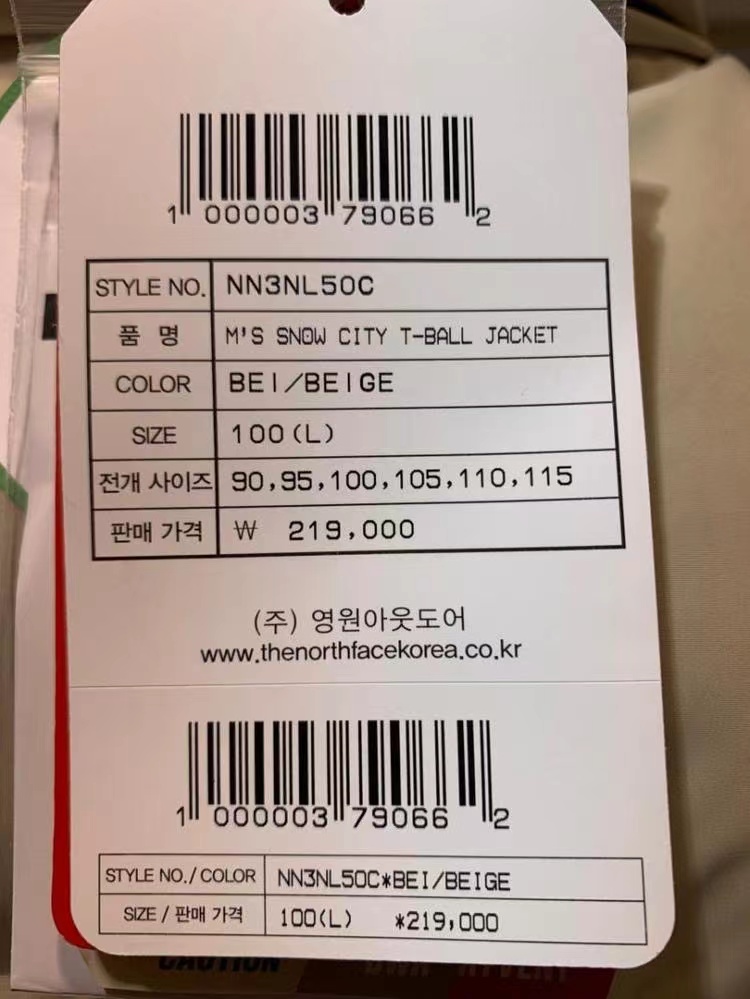 1 000003 79066 2
STYLE NO. NN3NL50C
품 명 M'S SNOW CITY T-BALL JACKET
COLOR BEI/BEIGE
SIZE 100(L)
전개 사이즈 90,95,100,105,110,115
판매 가격 ₩ 219,000
(주) 영원아웃도어
www.thenorthfacekorea.co.kr
1 000003 79066 2
STYLE NO./COLOR NN3NL50C*BEI/BEIGE
SIZE / 판매 가격 100(L) *219,000
CAUTION